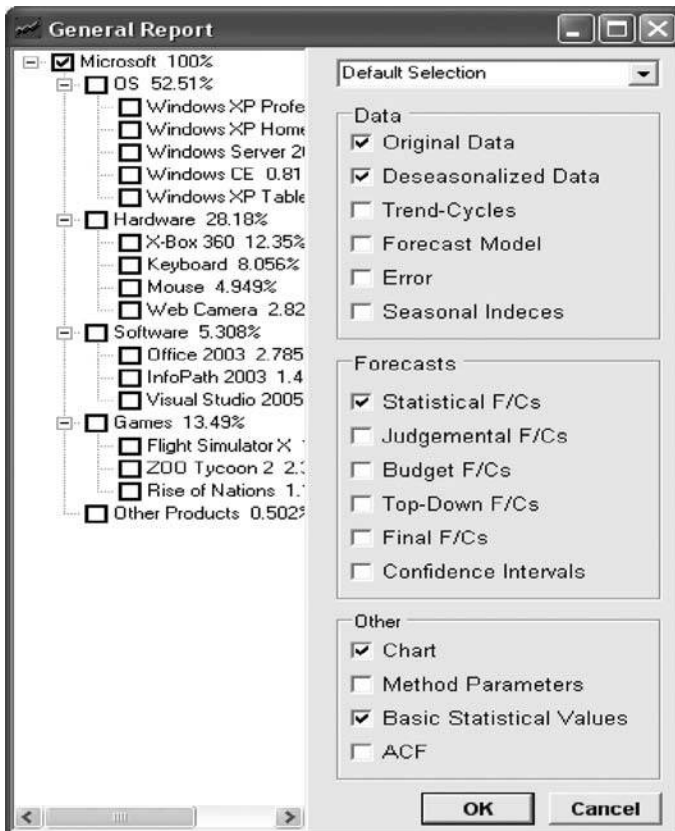 General Report
Microsoft 100%
OS 52.51%
Windows XP Profe
Windows XP Home
Windows Server 2
Windows CE 0.81
Windows XP Table
Hardware 28.18%
X-Box 360 12.35%
Keyboard 8.056%
Mouse 4.949%
Web Camera 2.82
Software 5.308%
Office 2003 2.785
InfoPath 2003 1.4
Visual Studio 2005
Games 13.49%
Flight Simulator X
ZOO Tycoon 2 2.
Rise of Nations 1.
Other Products 0.502%
Default Selection
Data
Original Data
Deseasonalized Data
Trend-Cycles
Forecast Model
Error
Seasonal Indeces
Forecasts
Statistical F/Cs
Judgemental F/Cs
Budget F/Cs
Top-Down F/Cs
Final F/Cs
Confidence Intervals
Other
Chart
Method Parameters
Basic Statistical Values
ACF
OK Cancel